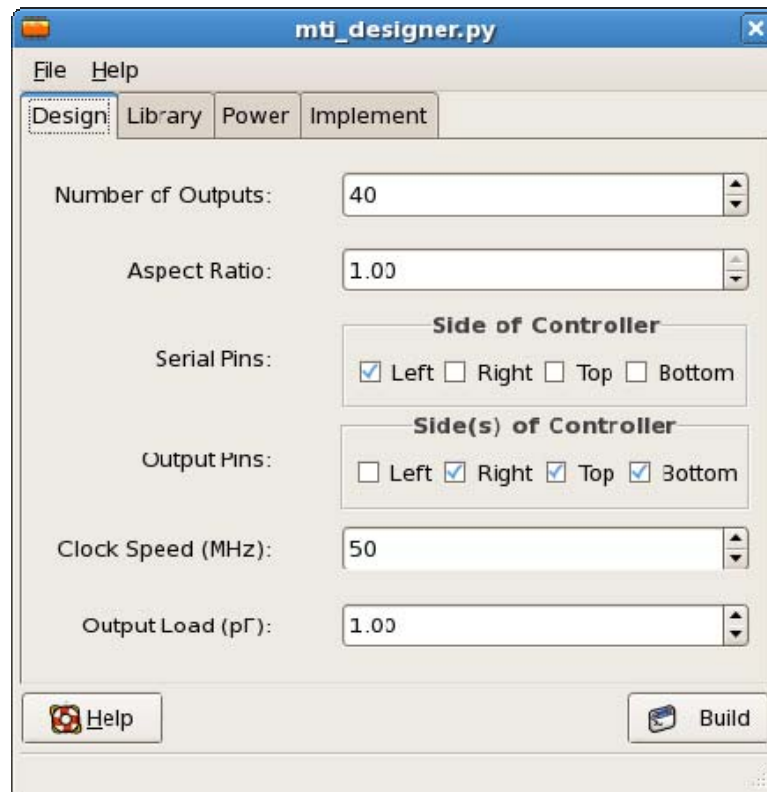 mti_designer.py
File Help
Design Library Power Implement
Number of Outputs: 40
Aspect Ratio: 1.00
Side of Controller
Serial Pins: Left Right Top Bottom
Side(s) of Controller
Output Pins: Left Right Top Bottom
Clock Speed (MHz): 50
Output Load (pF): 1.00
Help Build